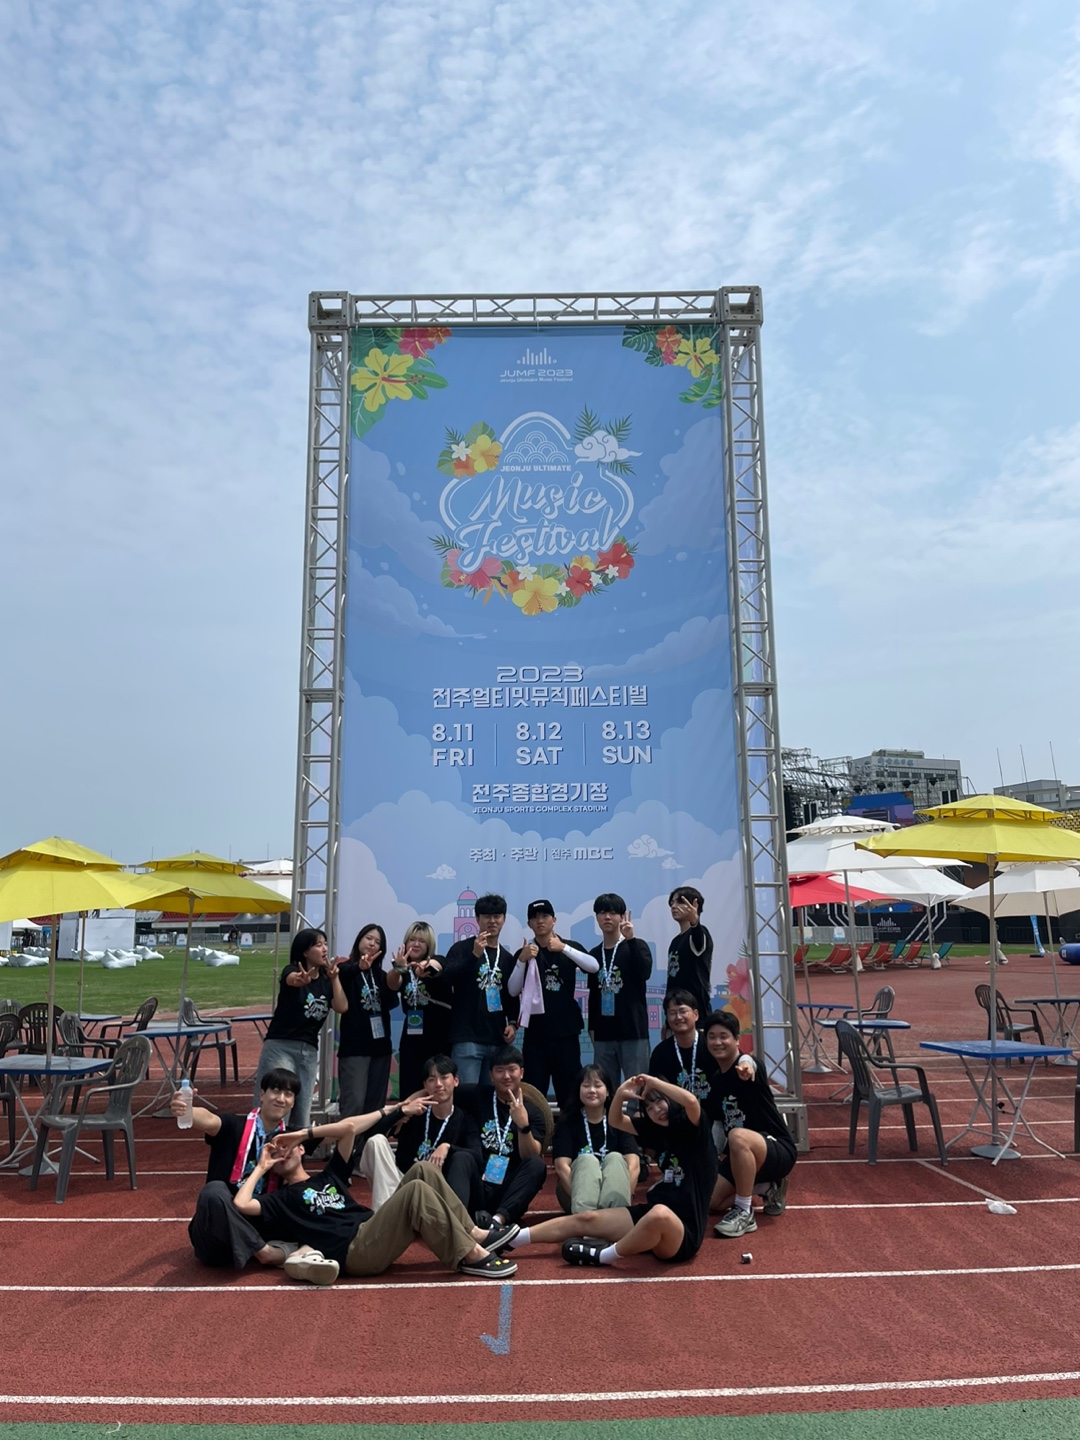 JUMF 2023
Jeonju Ultimate Music Festival
JEONJU ULTIMATE
Music
Festival
2023
전주얼티밋뮤직페스티벌
8.11 8.12 8.13
FRI SAT SUN
전주종합경기장
JEONJU SPORTS COMPLEX STADIUM
주최 · 주관 | 전주 MBC